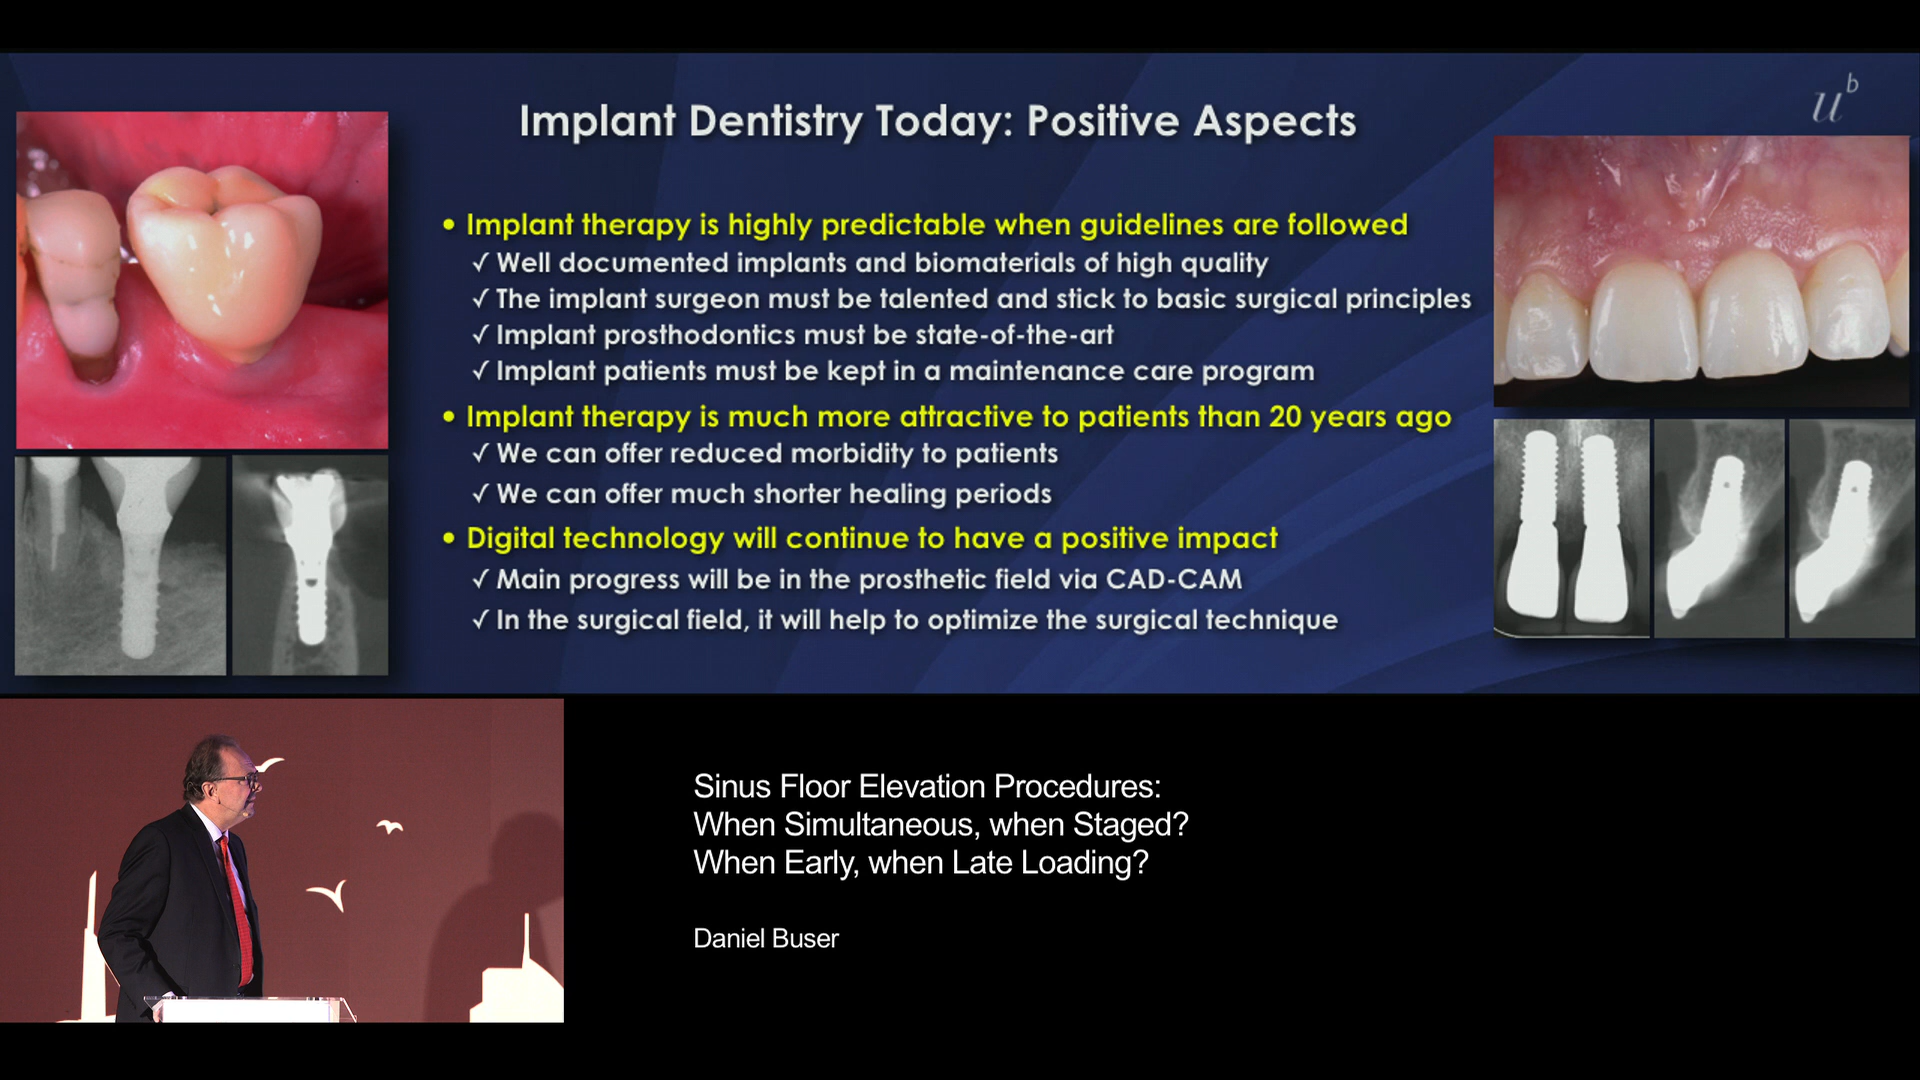 u^b
Implant Dentistry Today: Positive Aspects
• Implant therapy is highly predictable when guidelines are followed
✓ Well documented implants and biomaterials of high quality
✓ The implant surgeon must be talented and stick to basic surgical principles
✓ Implant prosthodontics must be state-of-the-art
✓ Implant patients must be kept in a maintenance care program
• Implant therapy is much more attractive to patients than 20 years ago
✓ We can offer reduced morbidity to patients
✓ We can offer much shorter healing periods
• Digital technology will continue to have a positive impact
✓ Main progress will be in the prosthetic field via CAD-CAM
✓ In the surgical field, it will help to optimize the surgical technique
Sinus Floor Elevation Procedures:
When Simultaneous, when Staged?
When Early, when Late Loading?
Daniel Buser